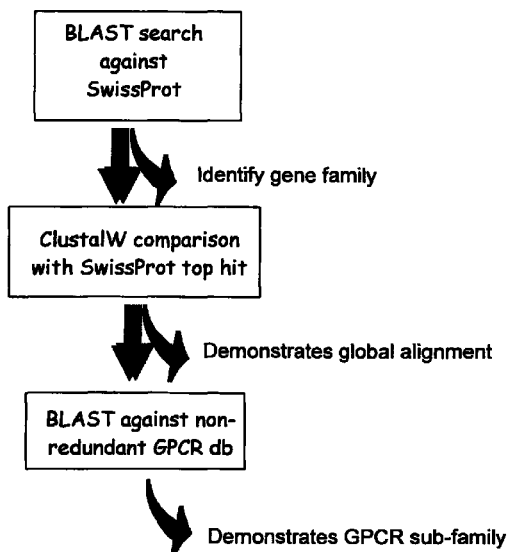 BLAST search
against
SwissProt
Identify gene family
ClustalW comparison
with SwissProt top hit
Demonstrates global alignment
BLAST against non-
redundant GPCR db
Demonstrates GPCR sub-family